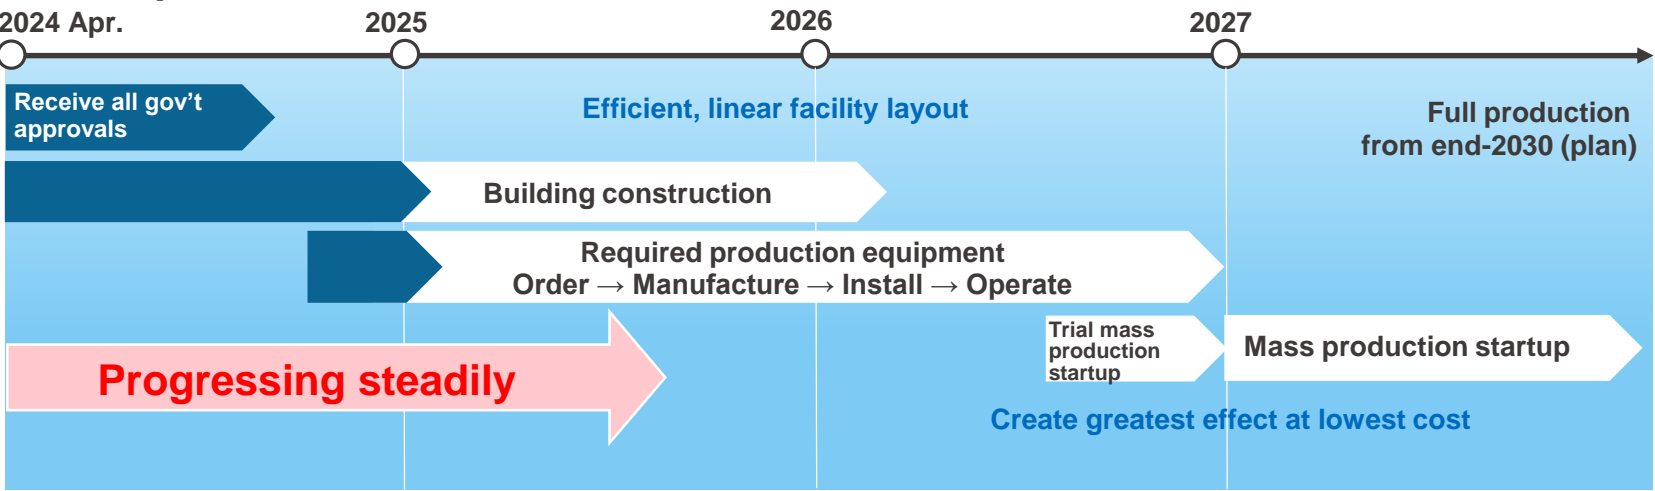 2024 Apr.
2025
2026
2027
Receive all gov't
approvals
Efficient, linear facility layout
Full production
from end-2030 (plan)
Building construction
Required production equipment
Order → Manufacture → Install → Operate
Trial mass
production
startup
Mass production startup
Progressing steadily
Create greatest effect at lowest cost